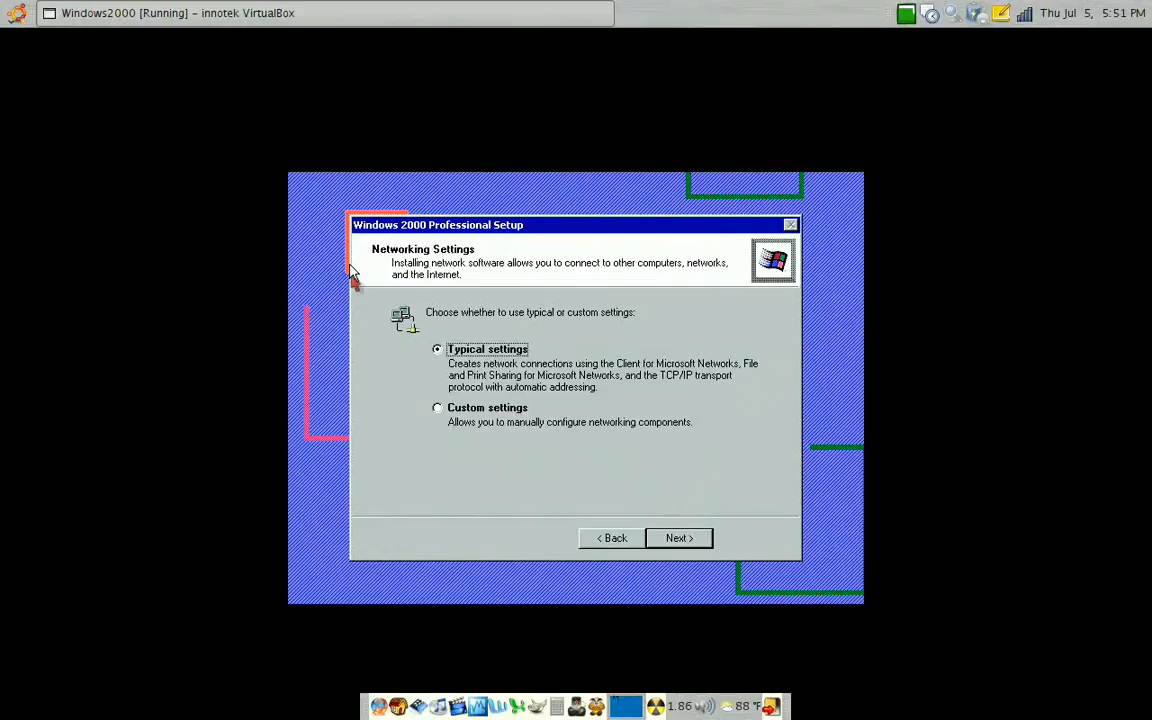 Windows2000 [Running] – innotek VirtualBox
Thu Jul 5, 5:51 PM
Windows 2000 Professional Setup
Networking Settings
Installing network software allows you to connect to other computers, networks,
and the Internet.
Choose whether to use typical or custom settings:
Typical settings
Creates network connections using the Client for Microsoft Networks, File
and Print Sharing for Microsoft Networks, and the TCP/IP transport
protocol with automatic addressing.
Custom settings
Allows you to manually configure networking components.
< Back
Next >
1.86
88 °F